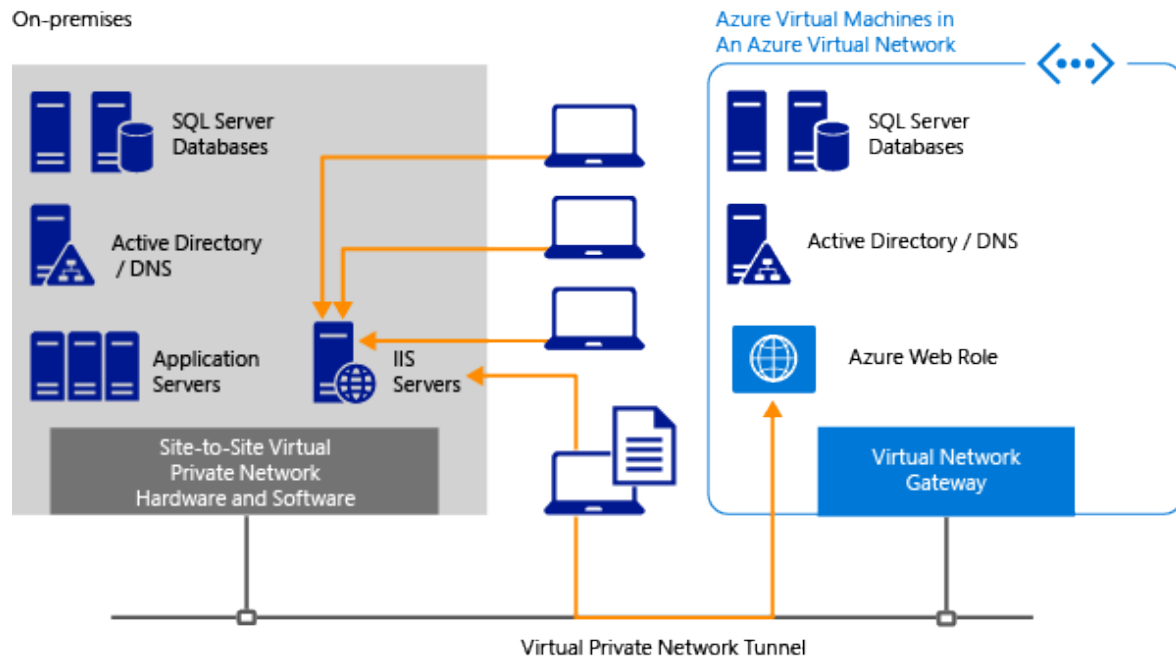 On-premises
Azure Virtual Machines in
An Azure Virtual Network
SQL Server
Databases
Active Directory
/ DNS
Application
Servers
IIS
Servers
Site-to-Site Virtual
Private Network
Hardware and Software
SQL Server
Databases
Active Directory / DNS
Azure Web Role
Virtual Network
Gateway
Virtual Private Network Tunnel